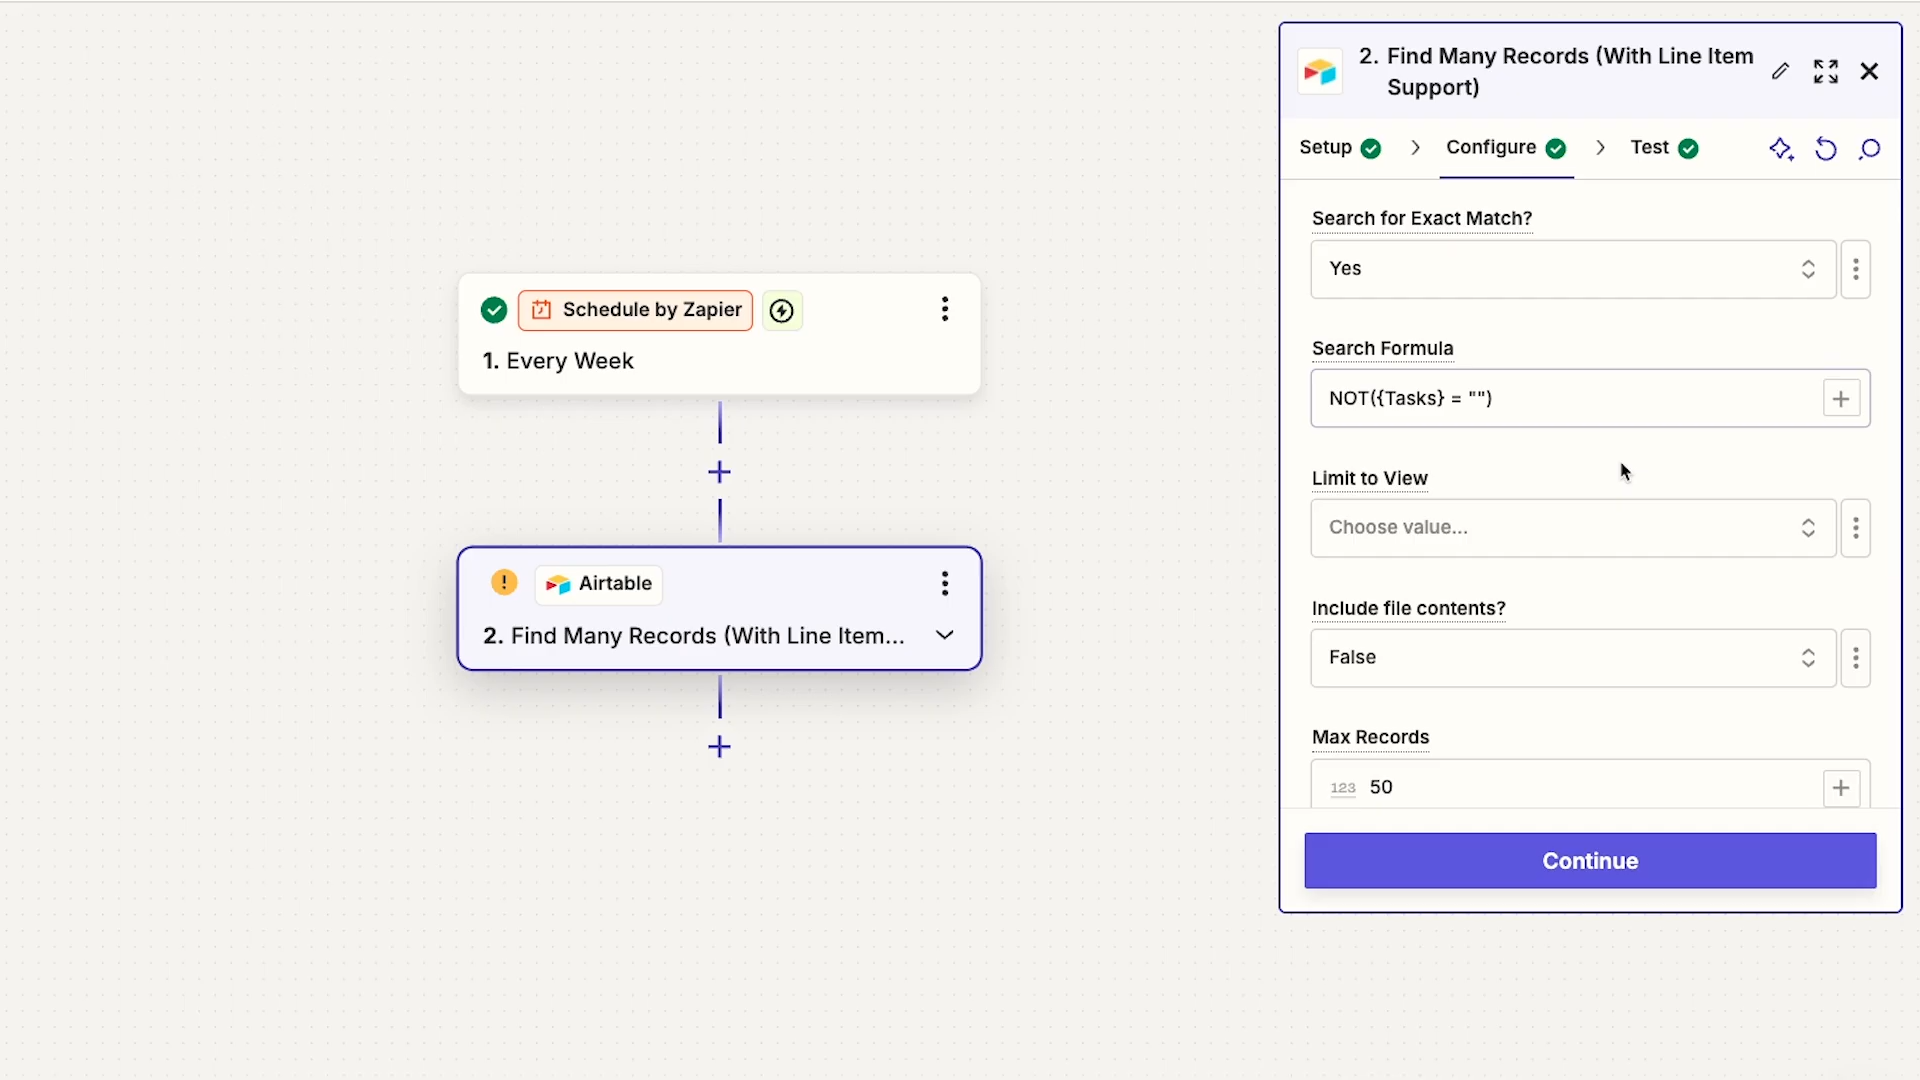 2. Find Many Records (With Line Item
Support)
Setup
Configure
Test
Search for Exact Match?
Yes
Search Formula
NOT({Tasks} = "")
Limit to View
Choose value...
Include file contents?
False
Max Records
123 50
Continue
Schedule by Zapier
1. Every Week
Airtable
2. Find Many Records (With Line Item...